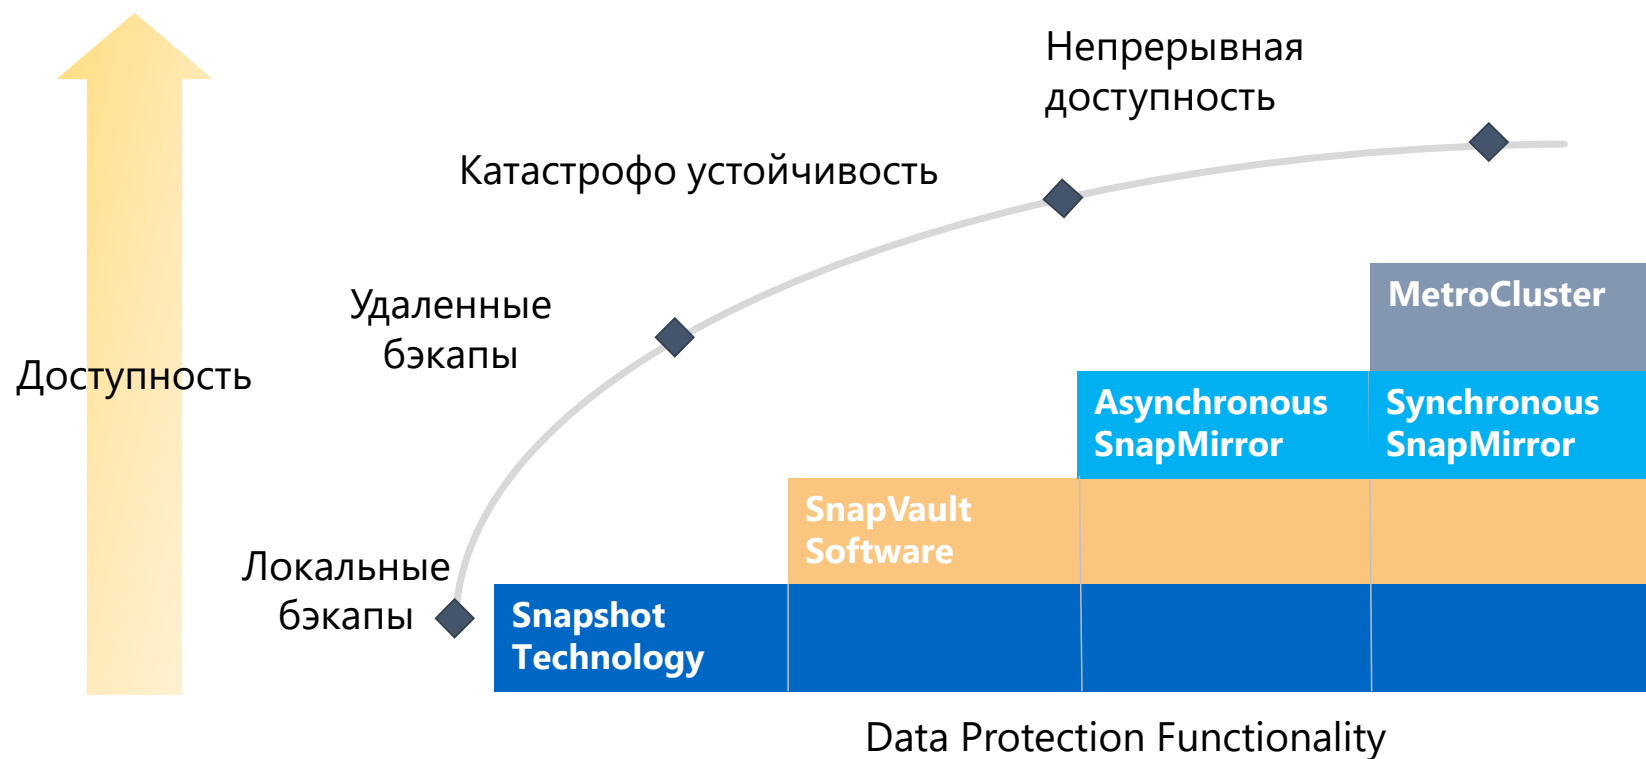 Непрерывная
доступность
Катастрофо устойчивость
Удаленные
бэкапы
Доступность
Локальные
бэкапы
MetroCluster
Asynchronous
SnapMirror
Synchronous
SnapMirror
SnapVault
Software
Snapshot
Technology
Data Protection Functionality